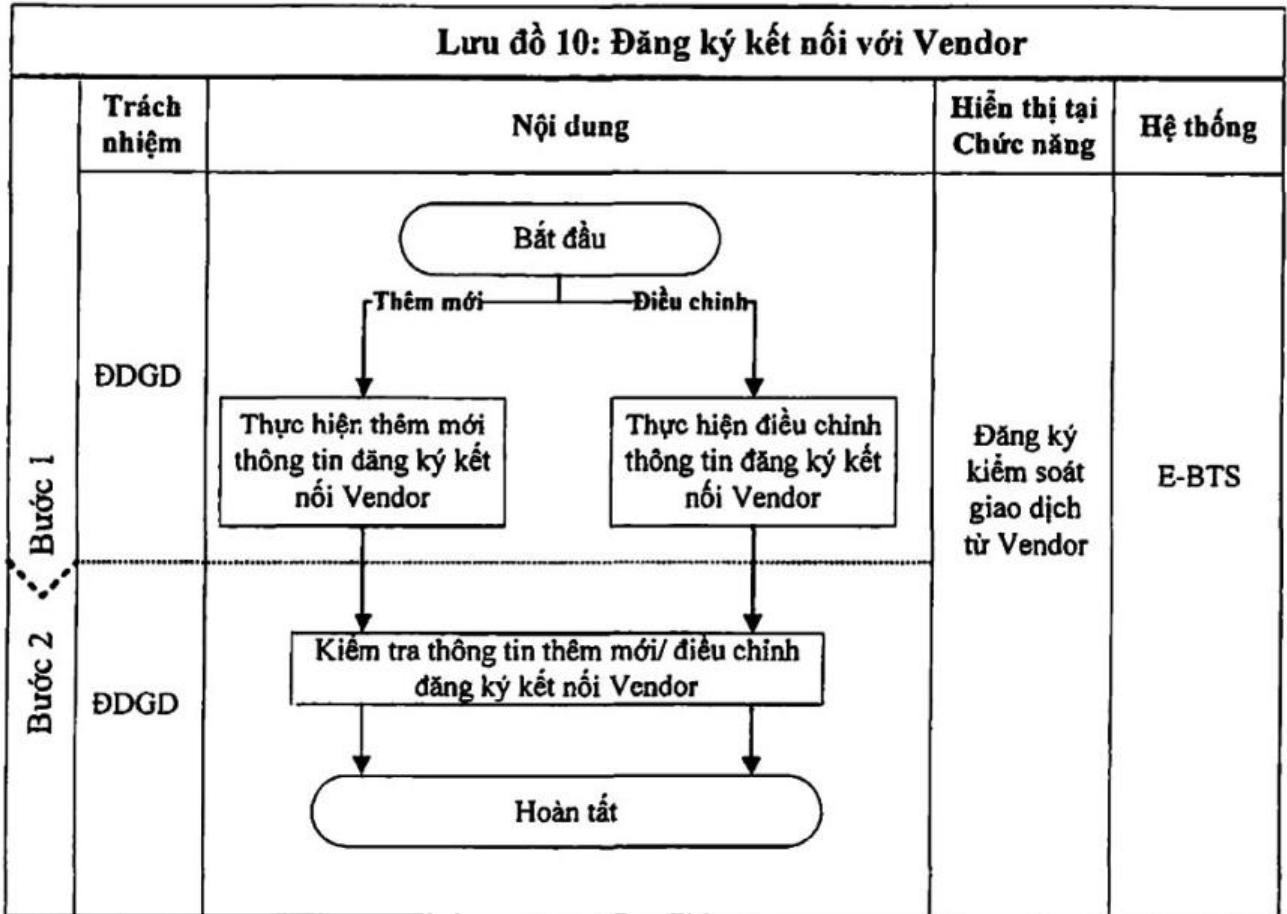 Lưu đồ 10: Đăng ký kết nối với Vendor
Trách
nhiệm
Nội dung
Hiển thị tại
Chức năng
Hệ thống
Bước 1
ĐDGD
Bắt đầu
Thêm mới
Điều chỉnh
Thực hiện thêm mới
thông tin đăng ký kết
nối Vendor
Thực hiện điều chỉnh
thông tin đăng ký kết
nối Vendor
Đăng ký
kiểm soát
giao dịch
từ Vendor
E-BTS
Bước 2
ĐDGD
Kiểm tra thông tin thêm mới/ điều chỉnh
đăng ký kết nối Vendor
Hoàn tất